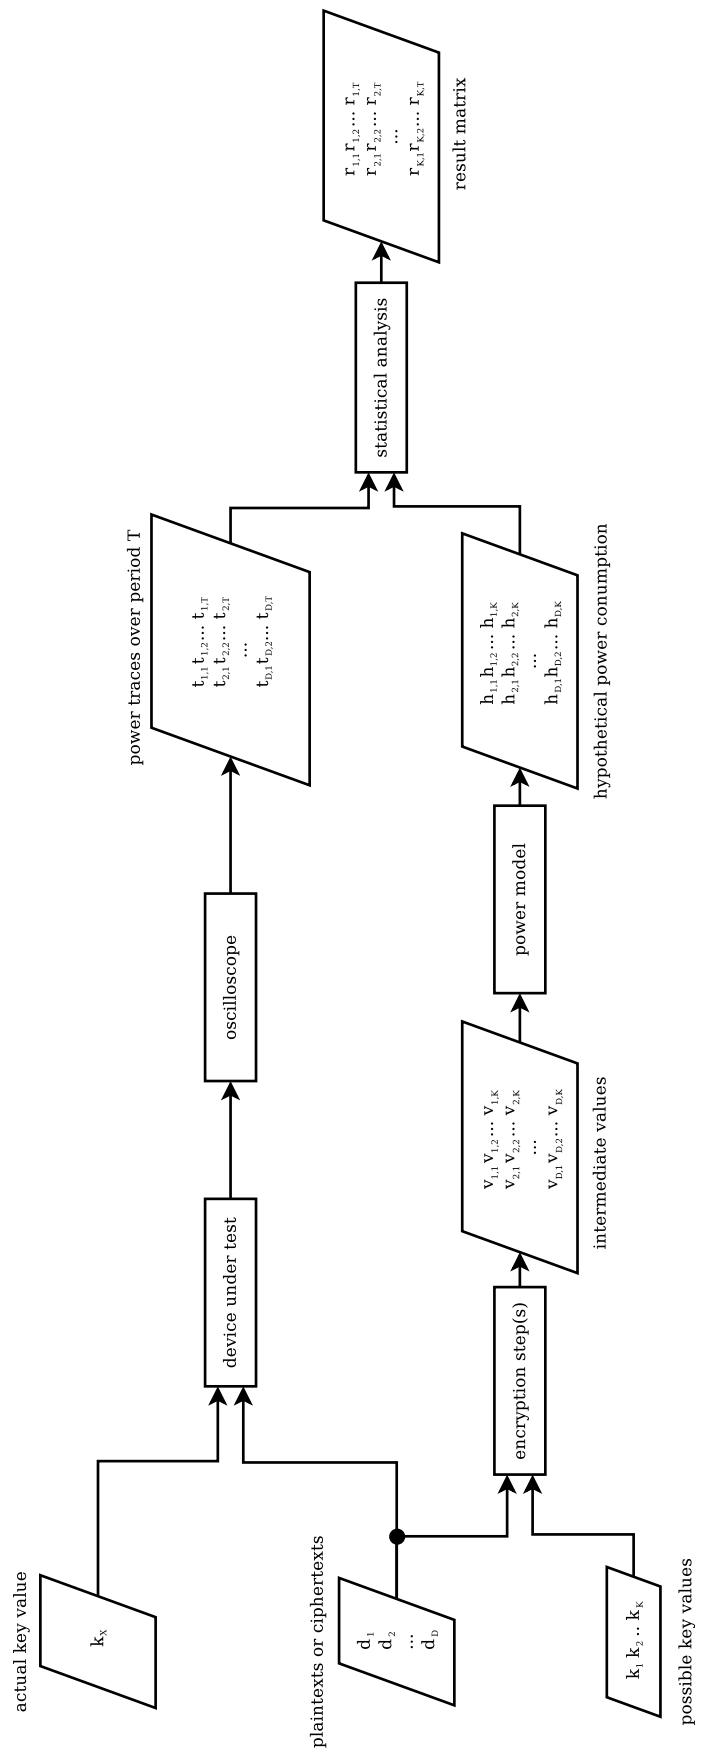 actual key value
k_X
plaintexts or ciphertexts
d_1
d_2
...
d_D
possible key values
k_1 k_2 .. k_K
device under test
encryption step(s)
oscilloscope
intermediate values
v_1,1 v_1,2 ... v_1,K
v_2,1 v_2,2 ... v_2,K
...
v_D,1 v_D,2 ... v_D,K
power model
power traces over period T
t_1,1 t_1,2 ... t_1,T
t_2,1 t_2,2 ... t_2,T
...
t_D,1 t_D,2 ... t_D,T
hypothetical power conumption
h_1,1 h_1,2 ... h_1,K
h_2,1 h_2,2 ... h_2,K
...
h_D,1 h_D,2 ... h_D,K
statistical analysis
result matrix
r_1,1 r_1,2 ... r_1,T
r_2,1 r_2,2 ... r_2,T
...
r_K,1 r_K,2 ... r_K,T